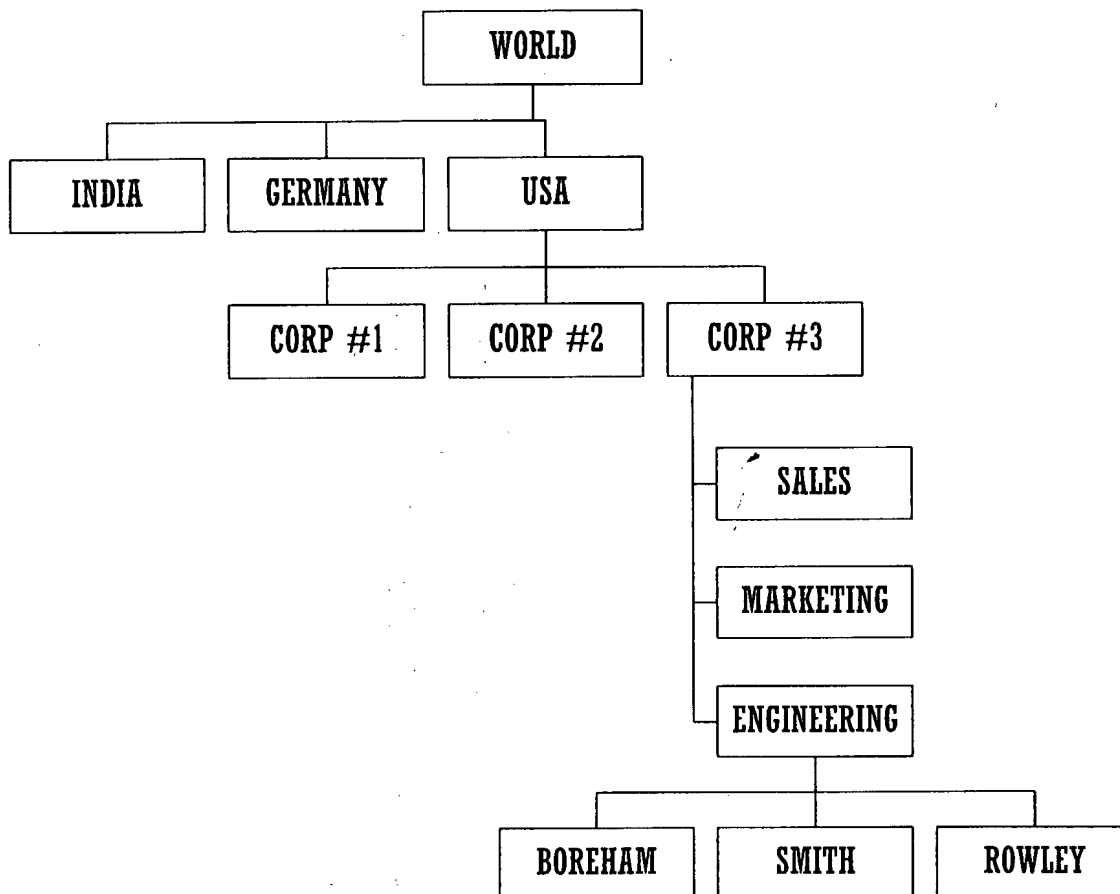 WORLD
INDIA
GERMANY
USA
CORP #1
CORP #2
CORP #3
SALES
MARKETING
ENGINEERING
BOREHAM
SMITH
ROWLEY